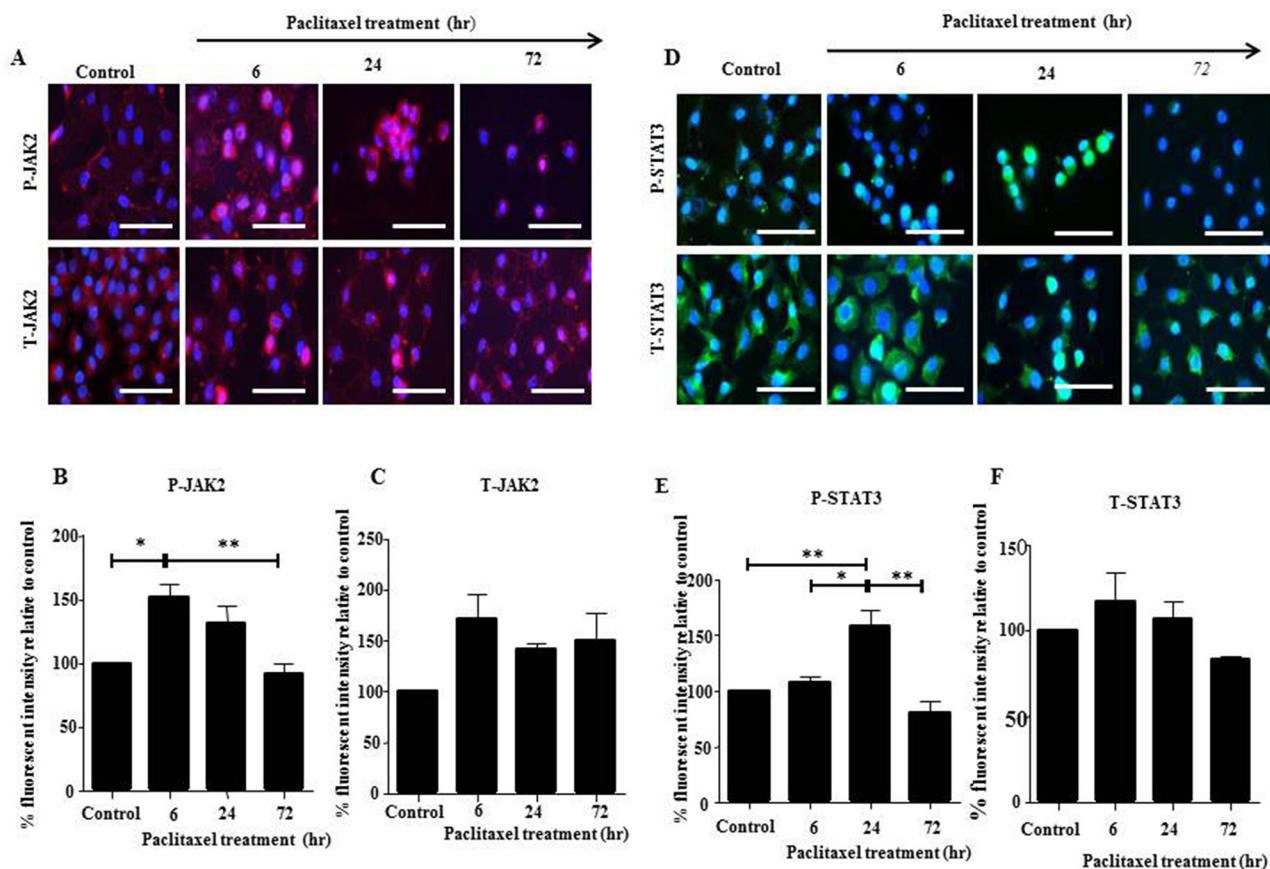 Paclitaxel treatment (hr)
A
Control
6
24
72
P-JAK2
T-JAK2
Paclitaxel treatment (hr)
D
Control
6
24
72
P-STAT3
T-STAT3
B
P-JAK2
% fluorescent intensity relative to control
200
150
100
50
0
*
**
Control
6
24
72
Paclitaxel treatment (hr)
C
T-JAK2
% fluorescent intensity relative to control
250
200
150
100
50
0
Control
6
24
72
Paclitaxel treatment (hr)
E
P-STAT3
% fluorescent intensity relative to control
200
150
100
50
0
**
*
**
Control
6
24
72
Paclitaxel treatment (hr)
F
T-STAT3
% fluorescent intensity relative to control
150
100
50
0
Control
6
24
72
Paclitaxel treatment (hr)